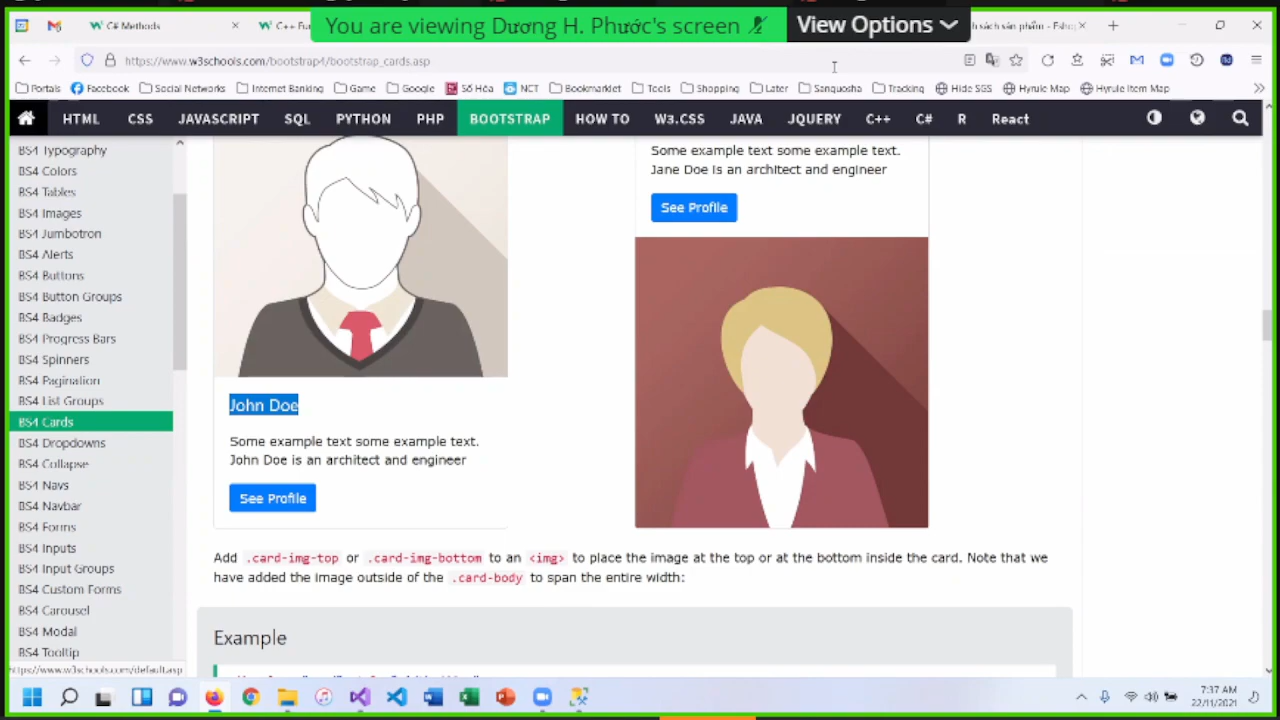 C# Methods
C++ Fu
You are viewing Dương H. Phước's screen
View Options
h sách sản phẩm - Esho
https://www.w3schools.com/bootstrap4/bootstrap_cards.asp
Portals Facebook Social Networks Internet Banking Game Google Số Hóa NCT Bookmarklet Tools Shopping Later Sanquosha Tracking Hide SGS Hyrule Map Hyrule Item Map
HTML CSS JAVASCRIPT SQL PYTHON PHP BOOTSTRAP HOW TO W3.CSS JAVA JQUERY C++ C# R React
BS4 Typography
BS4 Colors
BS4 Tables
BS4 Images
BS4 Jumbotron
BS4 Alerts
BS4 Buttons
BS4 Button Groups
BS4 Badges
BS4 Progress Bars
BS4 Spinners
BS4 Pagination
BS4 List Groups
BS4 Cards
BS4 Dropdowns
BS4 Collapse
BS4 Navs
BS4 Navbar
BS4 Forms
BS4 Inputs
BS4 Input Groups
BS4 Custom Forms
BS4 Carousel
BS4 Modal
BS4 Tooltip
https://www.w3schools.com/default.asp
John Doe
Some example text some example text.
John Doe is an architect and engineer
See Profile
Some example text some example text.
Jane Doe is an architect and engineer
See Profile
Add .card-img-top or .card-img-bottom to an <img> to place the image at the top or at the bottom inside the card. Note that we
have added the image outside of the .card-body to span the entire width:
Example
7:37 AM
22/11/2021